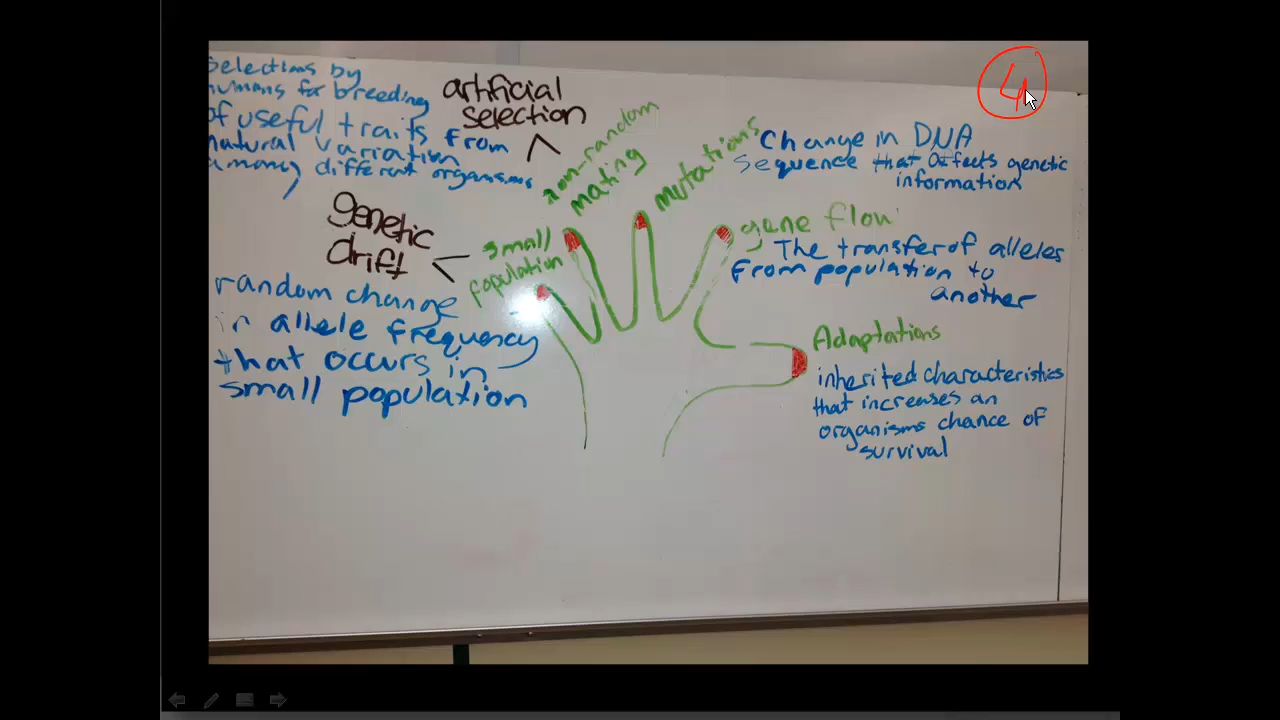 selections by
humans for breeding
of useful traits from
natural variation
among different organisms
artificial
selection
non-random
mating
mutations
Change in DNA
sequence that affects genetic
information
genetic
drift
small
population
random change
in allele frequency
that occurs in
small population
gene flow
The transfer of alleles
from population to
another
Adaptations
inherited characteristics
that increases an
organisms chance of
survival
4